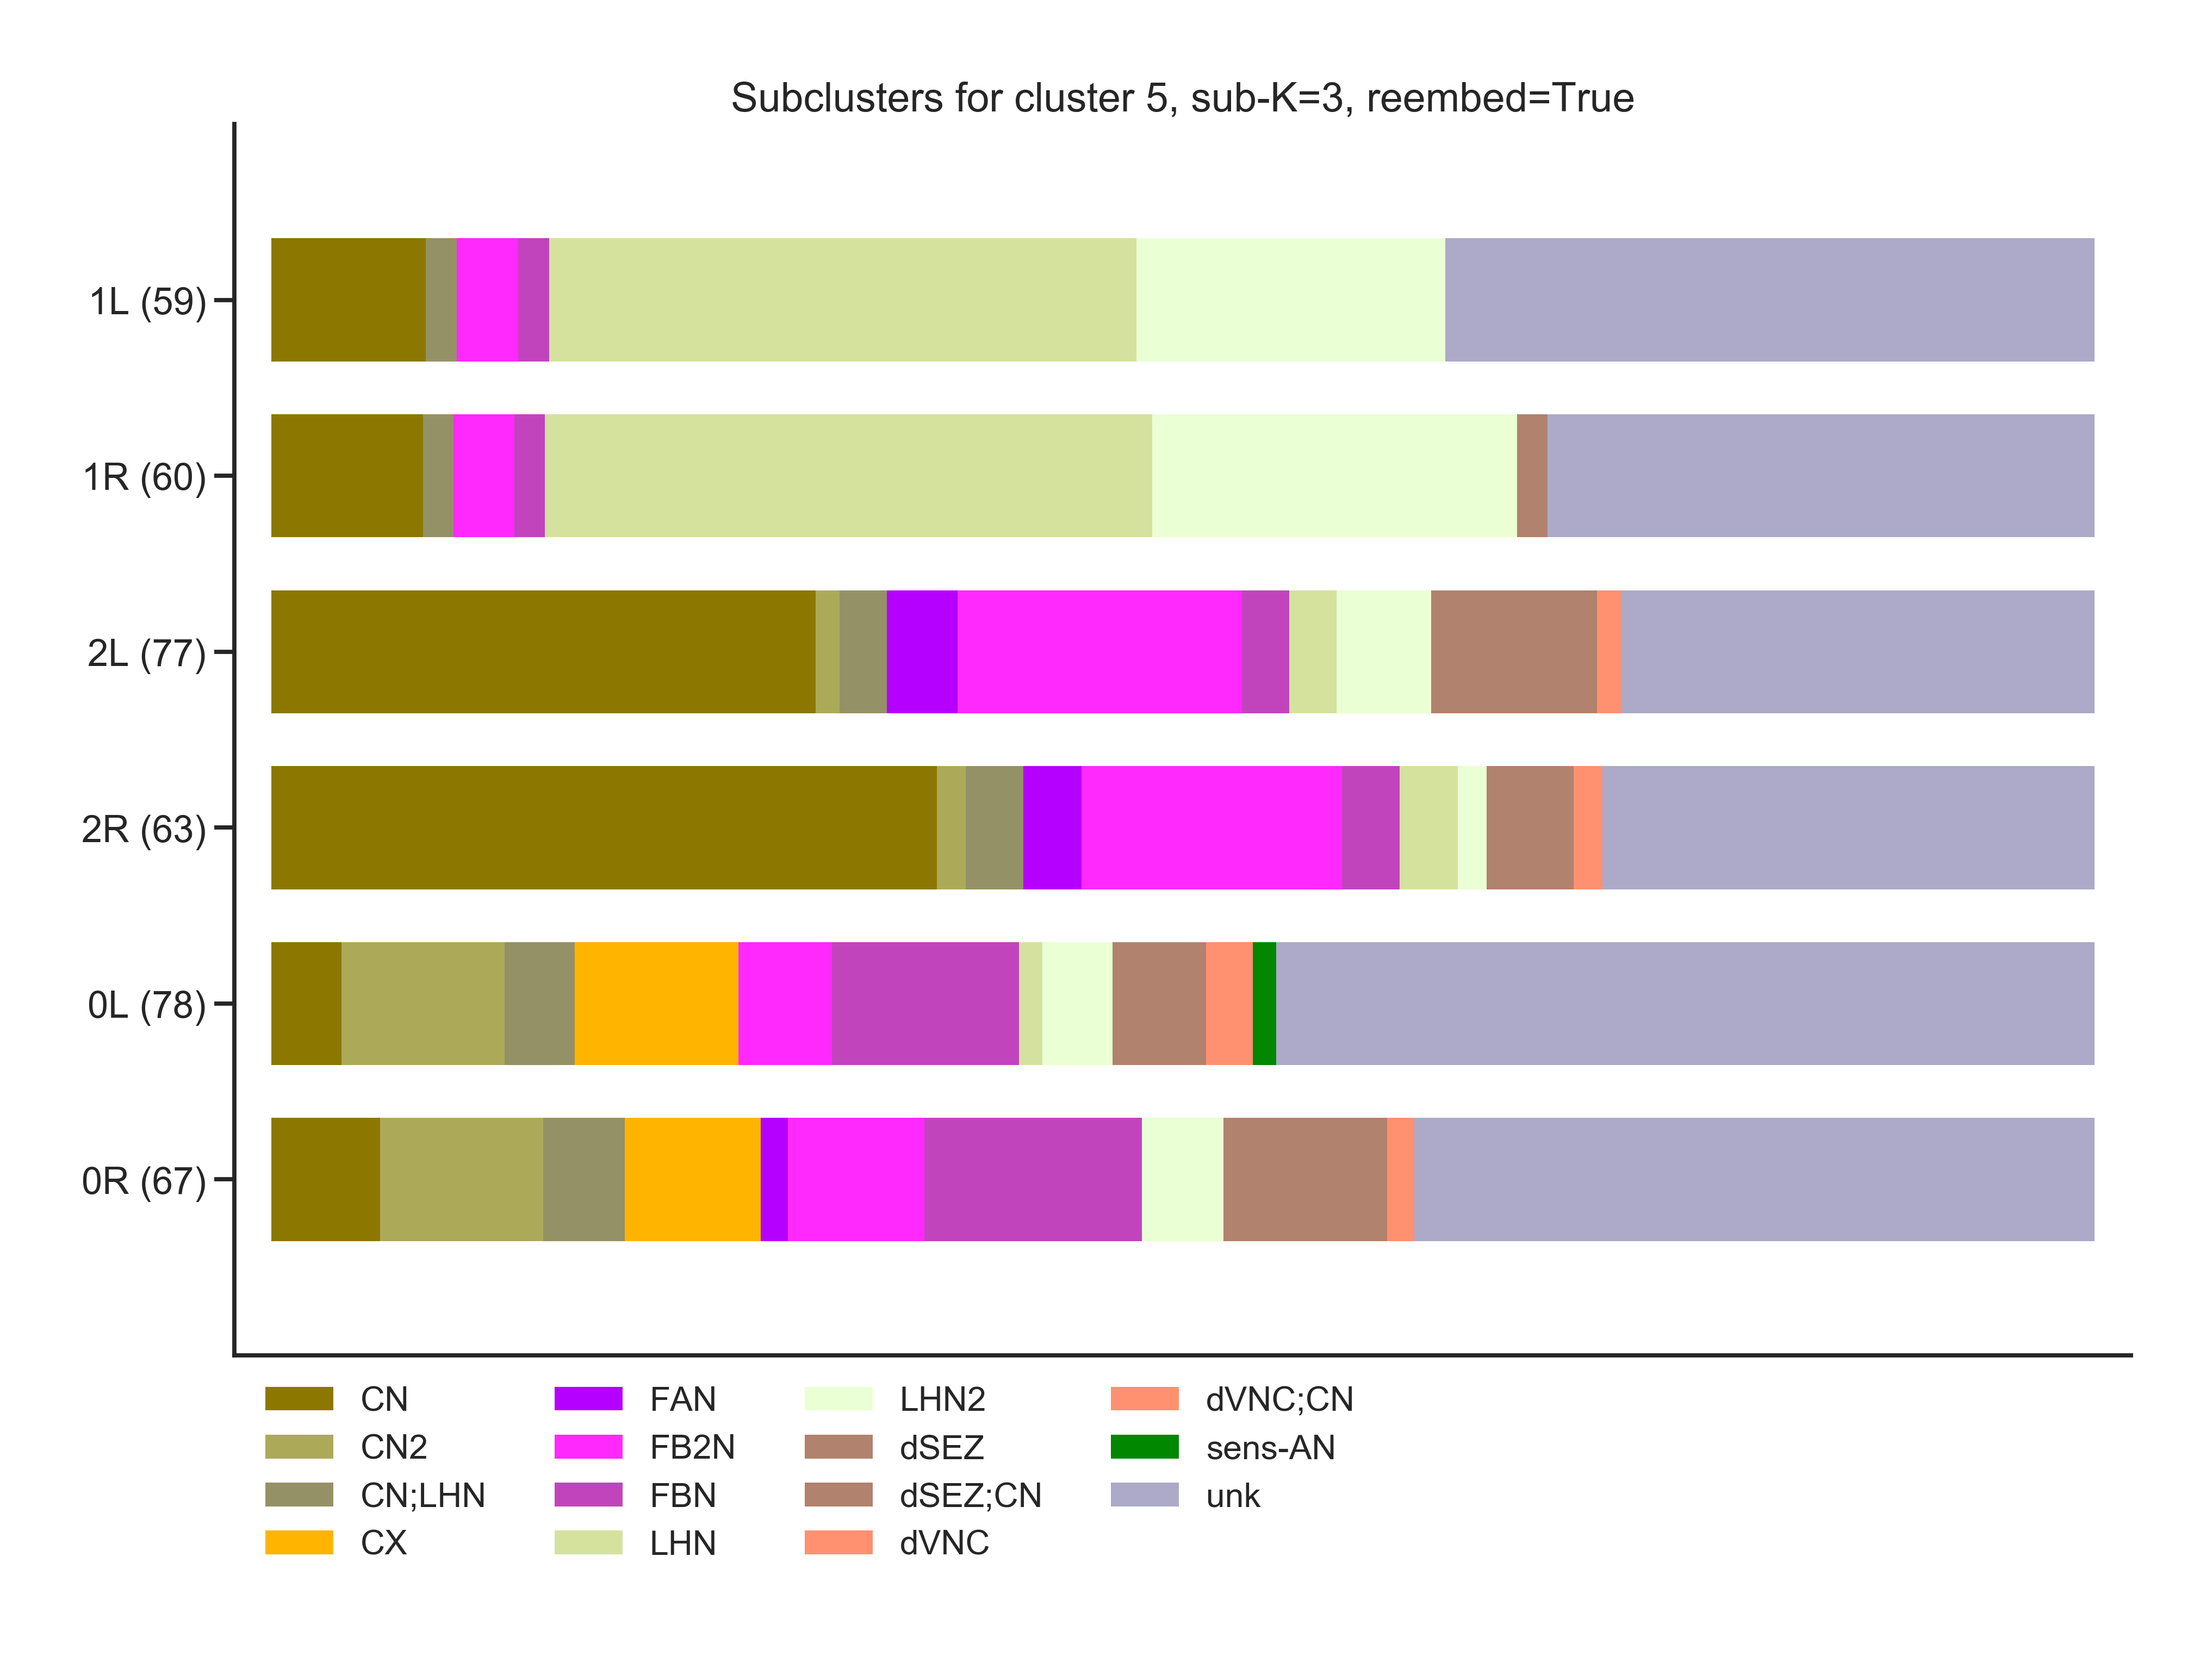 Subclusters for cluster 5, sub-K=3, reembed=True
1L (59)
1R (60)
2L (77)
2R (63)
0L (78)
0R (67)
CN
CN2
CN;LHN
CX
FAN
FB2N
FBN
LHN
LHN2
dSEZ
dSEZ;CN
dVNC
dVNC;CN
sens-AN
unk